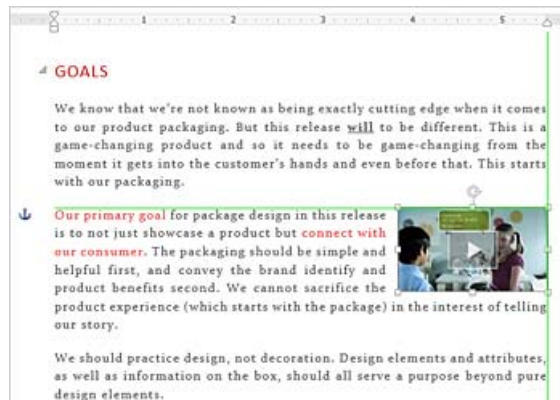 1 2 3 4 5
GOALS
We know that we're not known as being exactly cutting edge when it comes
to our product packaging. But this release will to be different. This is a
game-changing product and so it needs to be game-changing from the
moment it gets into the customer's hands and even before that. This starts
with our packaging.
Our primary goal for package design in this release
is to not just showcase a product but connect with
our consumer. The packaging should be simple and
helpful first, and convey the brand identify and
product benefits second. We cannot sacrifice the
product experience (which starts with the package) in the interest of telling
our story.
We should practice design, not decoration. Design elements and attributes,
as well as information on the box, should all serve a purpose beyond pure
design elements.